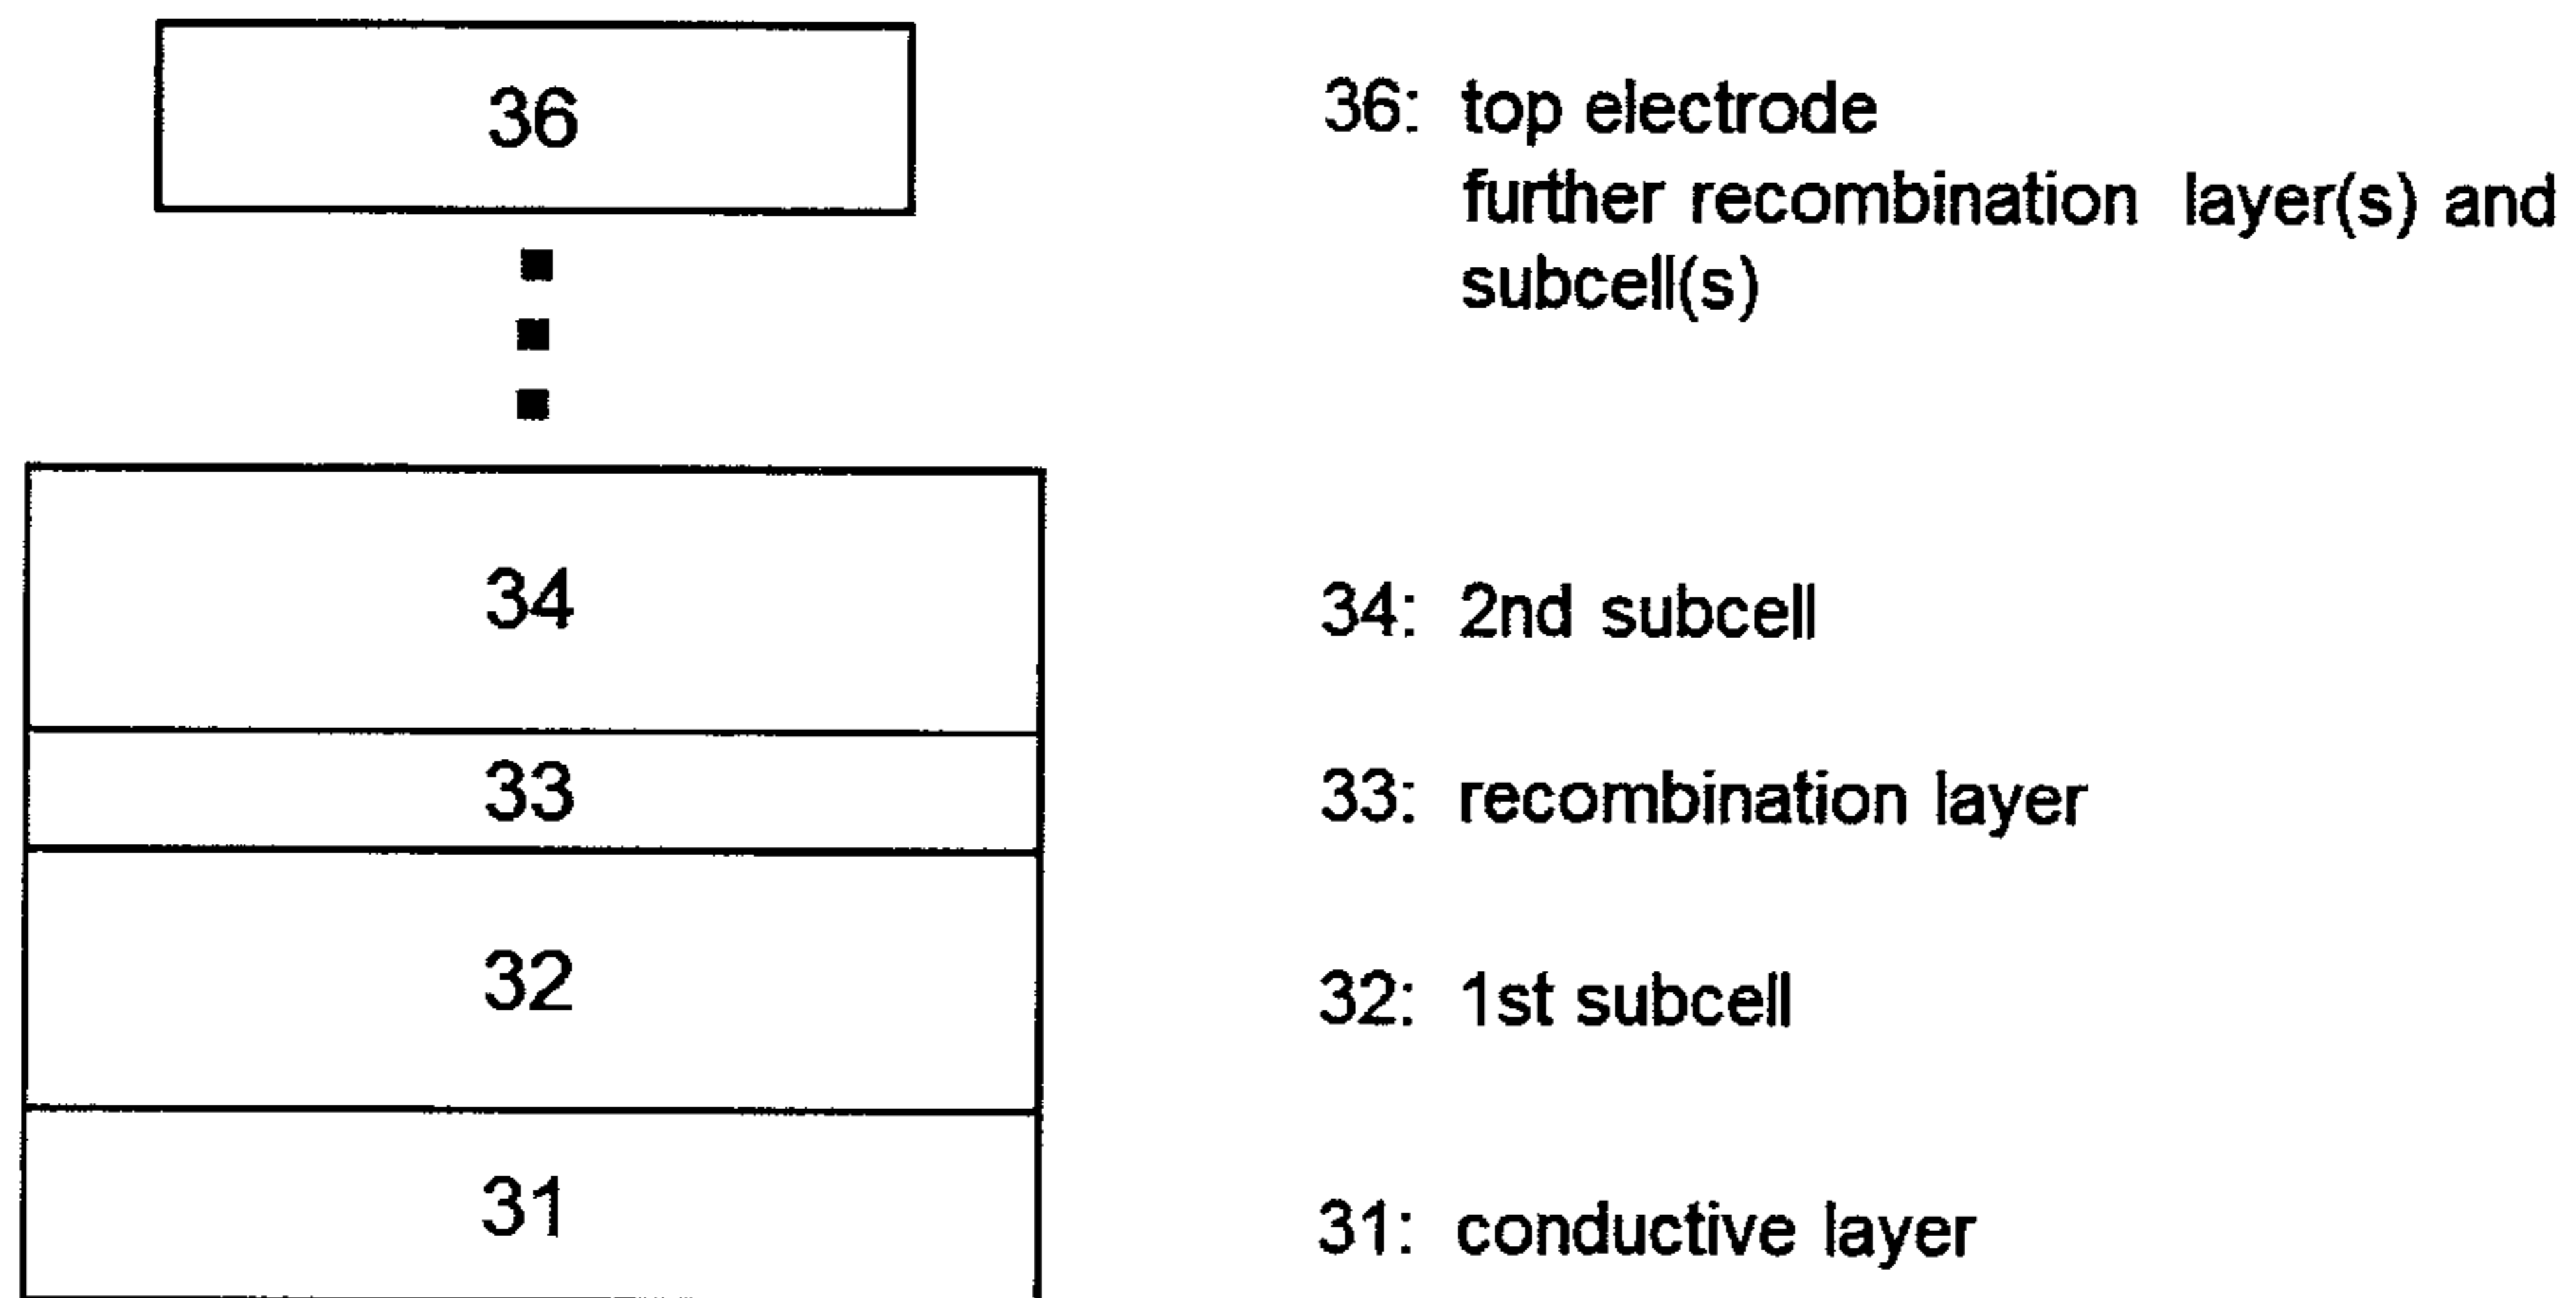 36
36: top electrode
further recombination layer(s) and
subcell(s)
34
34: 2nd subcell
33
33: recombination layer
32
32: 1st subcell
31
31: conductive layer